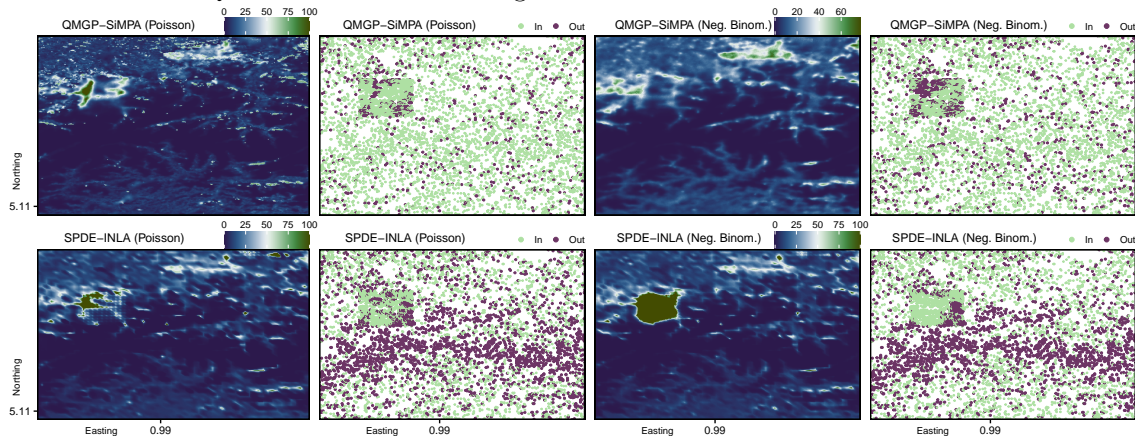 QMGP−SiMPA (Poisson) 0 25 50 75 100
QMGP−SiMPA (Poisson) In Out
QMGP−SiMPA (Neg. Binom.) 0 20 40 60
QMGP−SiMPA (Neg. Binom.) In Out
Northing
5.11
SPDE−INLA (Poisson) 0 25 50 75 100
SPDE−INLA (Poisson) In Out
SPDE−INLA (Neg. Binom.) 0 25 50 75 100
SPDE−INLA (Neg. Binom.) In Out
Northing
5.11
Easting 0.99
Easting 0.99
Easting 0.99
Easting 0.99